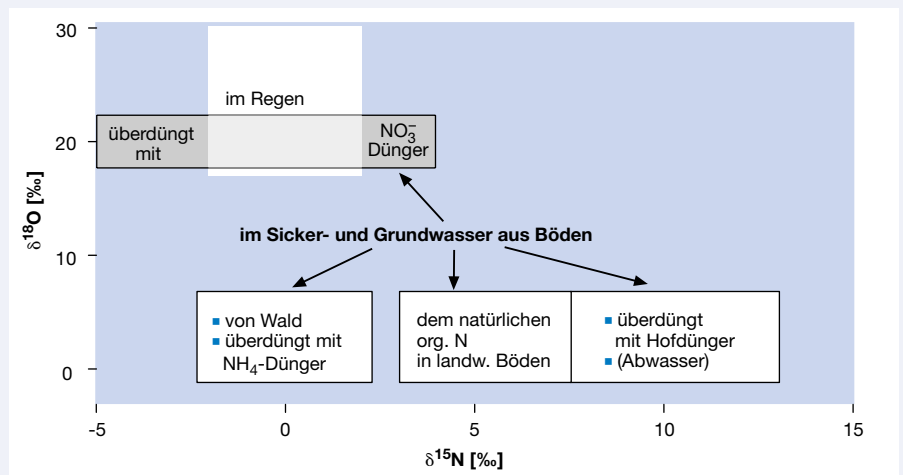 30
im Regen
überdüngt
mit
NO₃⁻
Dünger
20
δ¹⁸O [‰]
im Sicker- und Grundwasser aus Böden
10
von Wald
überdüngt mit
NH₄-Dünger
dem natürlichen
org. N
in landw. Böden
überdüngt
mit Hofdünger
(Abwasser)
0
-5 0 5 10 15
δ¹⁵N [‰]